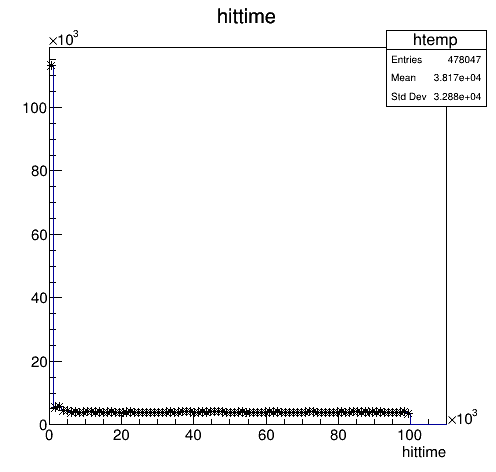 hittime
×10³
htemp
Entries 478047
Mean 3.817e+04
Std Dev 3.288e+04
100
80
60
40
20
0
0 20 40 60 80 100 ×10³
hittime